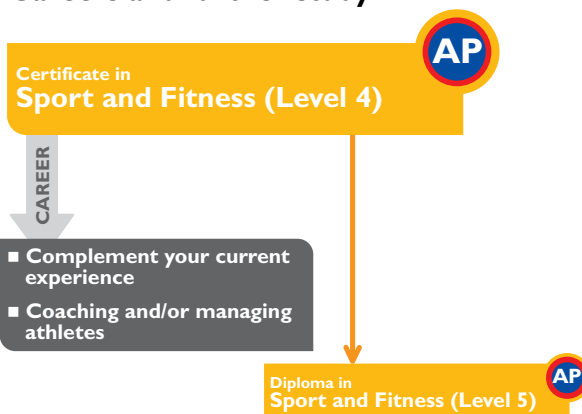 AP
Certificate in
Sport and Fitness (Level 4)
CAREER
■ Complement your current
experience
■ Coaching and/or managing
athletes
AP
Diploma in
Sport and Fitness (Level 5)